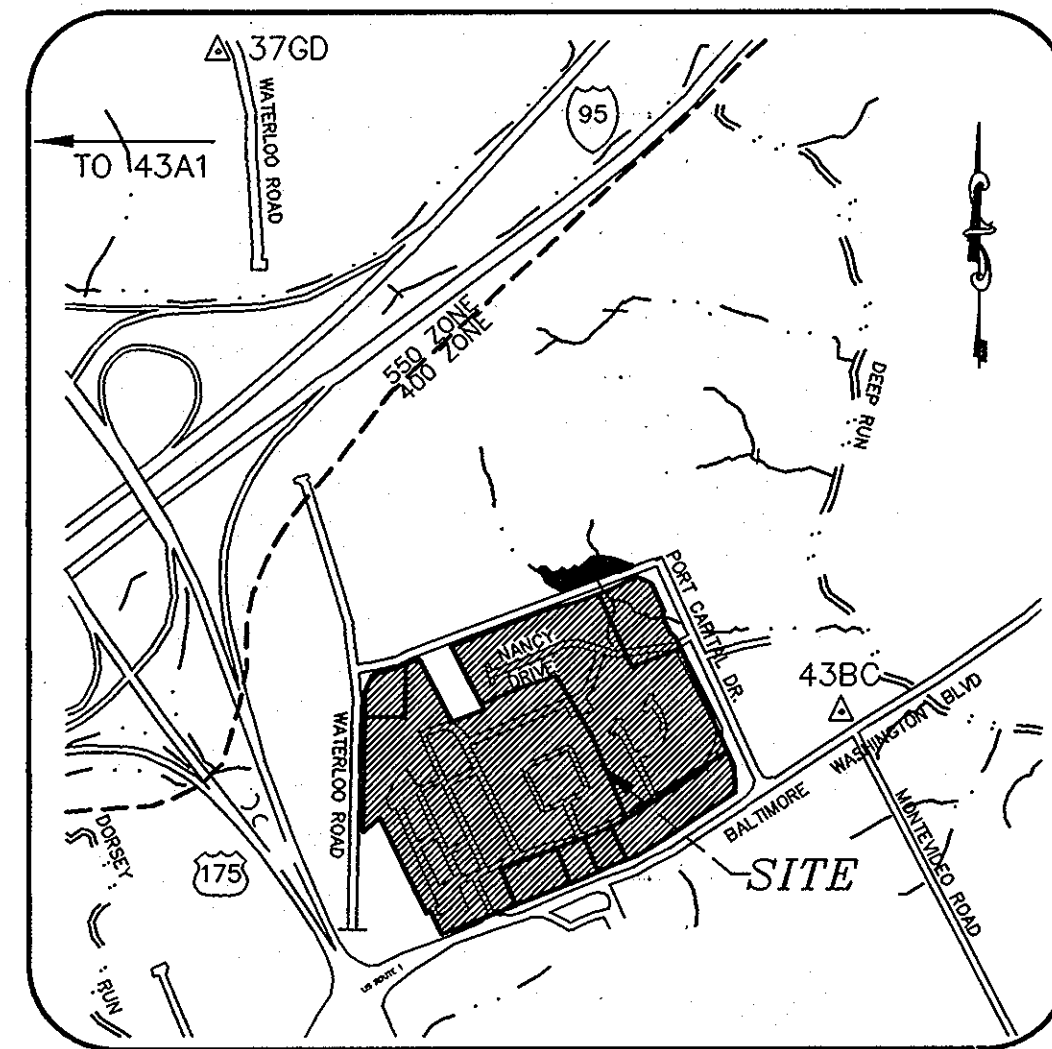 37GD
WATERLOO ROAD
95
TO 43A1
550 ZONE
400 ZONE
DEEP RUN
PORT CAPITAL DR.
NANCY
DRIVE
43BC
WATERLOO ROAD
BALTIMORE WASHINGTON BLVD
MONTEVIDEO ROAD
SITE
175
DORSEY
RUN
US ROUTE 1